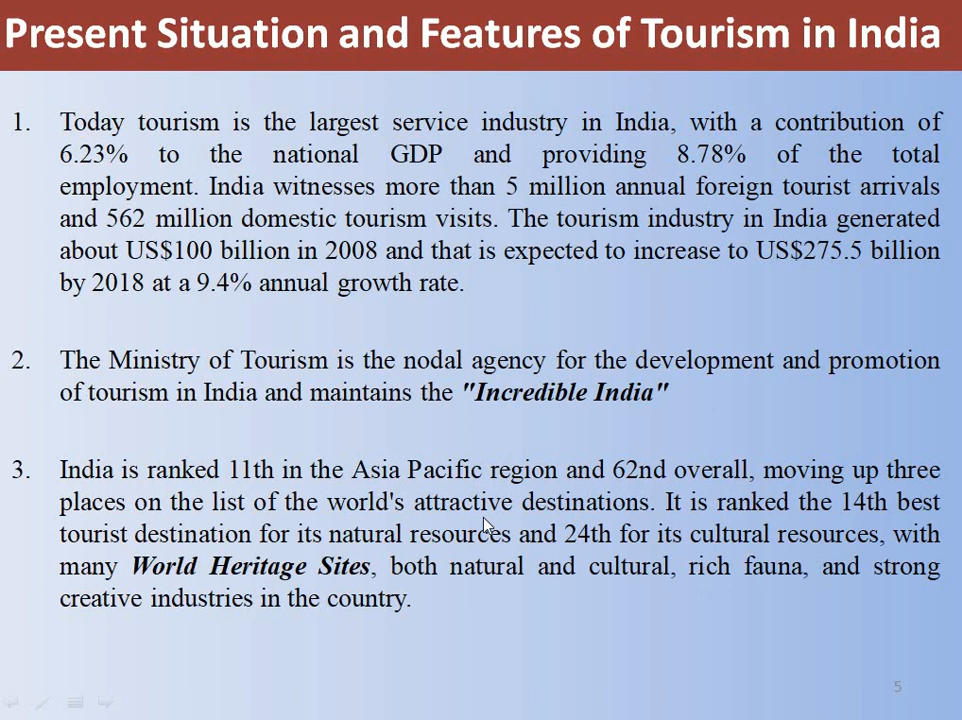 Present Situation and Features of Tourism in India
1. Today tourism is the largest service industry in India, with a contribution of
6.23% to the national GDP and providing 8.78% of the total
employment. India witnesses more than 5 million annual foreign tourist arrivals
and 562 million domestic tourism visits. The tourism industry in India generated
about US$100 billion in 2008 and that is expected to increase to US$275.5 billion
by 2018 at a 9.4% annual growth rate.
2. The Ministry of Tourism is the nodal agency for the development and promotion
of tourism in India and maintains the "Incredible India"
3. India is ranked 11th in the Asia Pacific region and 62nd overall, moving up three
places on the list of the world's attractive destinations. It is ranked the 14th best
tourist destination for its natural resources and 24th for its cultural resources, with
many World Heritage Sites, both natural and cultural, rich fauna, and strong
creative industries in the country.
5